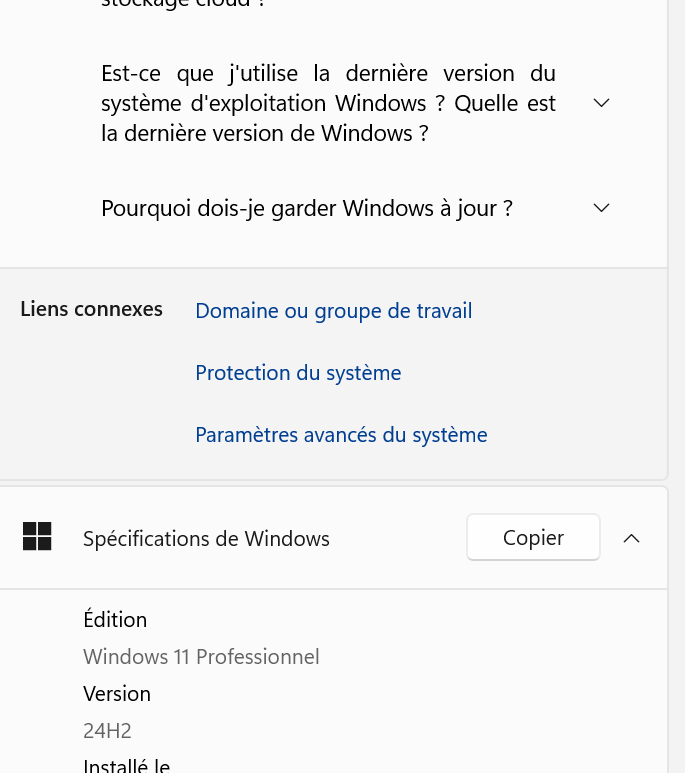 stockage cloud ?
Est-ce que j'utilise la dernière version du
système d'exploitation Windows ? Quelle est
la dernière version de Windows ?
Pourquoi dois-je garder Windows à jour ?
Liens connexes
Domaine ou groupe de travail
Protection du système
Paramètres avancés du système
Spécifications de Windows
Copier
Édition
Windows 11 Professionnel
Version
24H2
Installé le